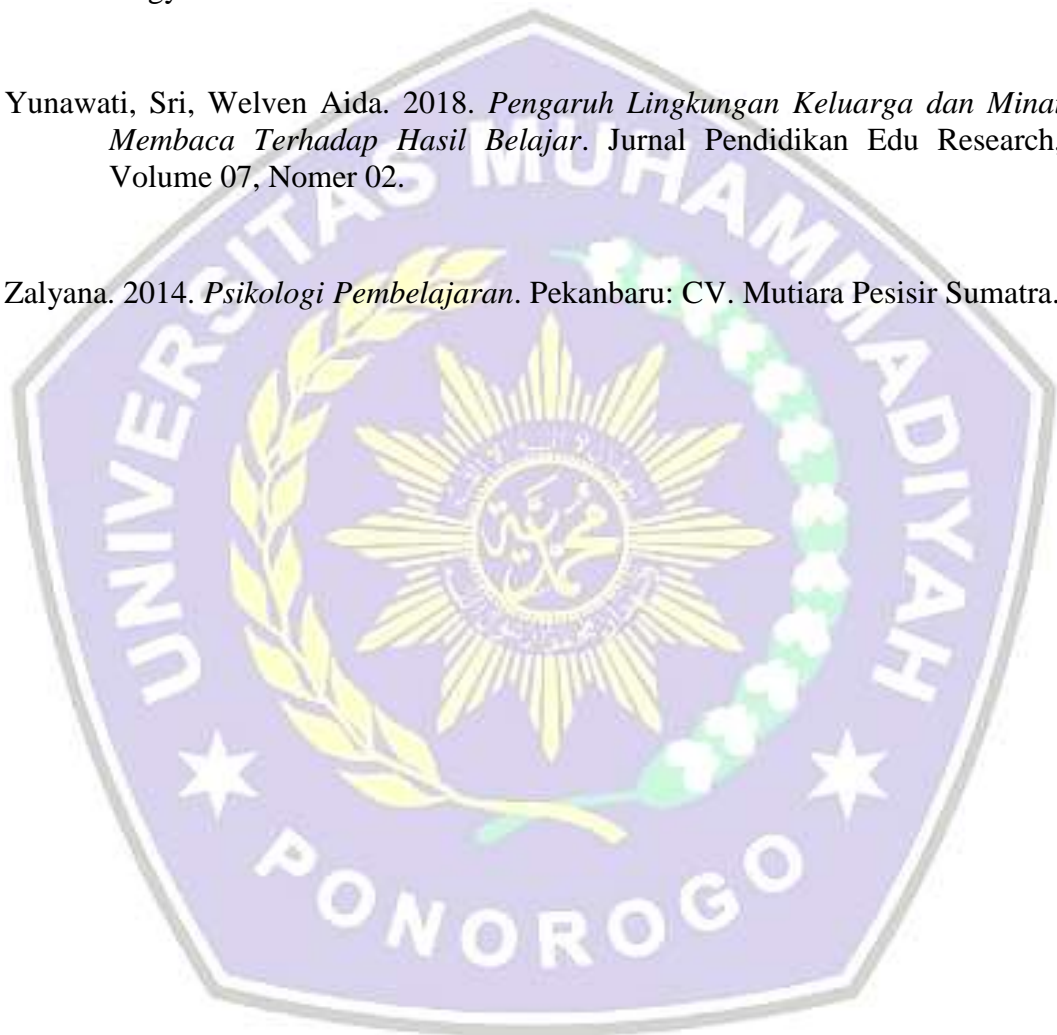 Yunawati, Sri, Welven Aida. 2018. Pengaruh Lingkungan Keluarga dan Minat
Membaca Terhadap Hasil Belajar. Jurnal Pendidikan Edu Research,
Volume 07, Nomer 02.
Zalyana. 2014. Psikologi Pembelajaran. Pekanbaru: CV. Mutiara Pesisir Sumatra.
UNIVERSITAS MUHAMMADIYAH
PONOROGO
محمدية